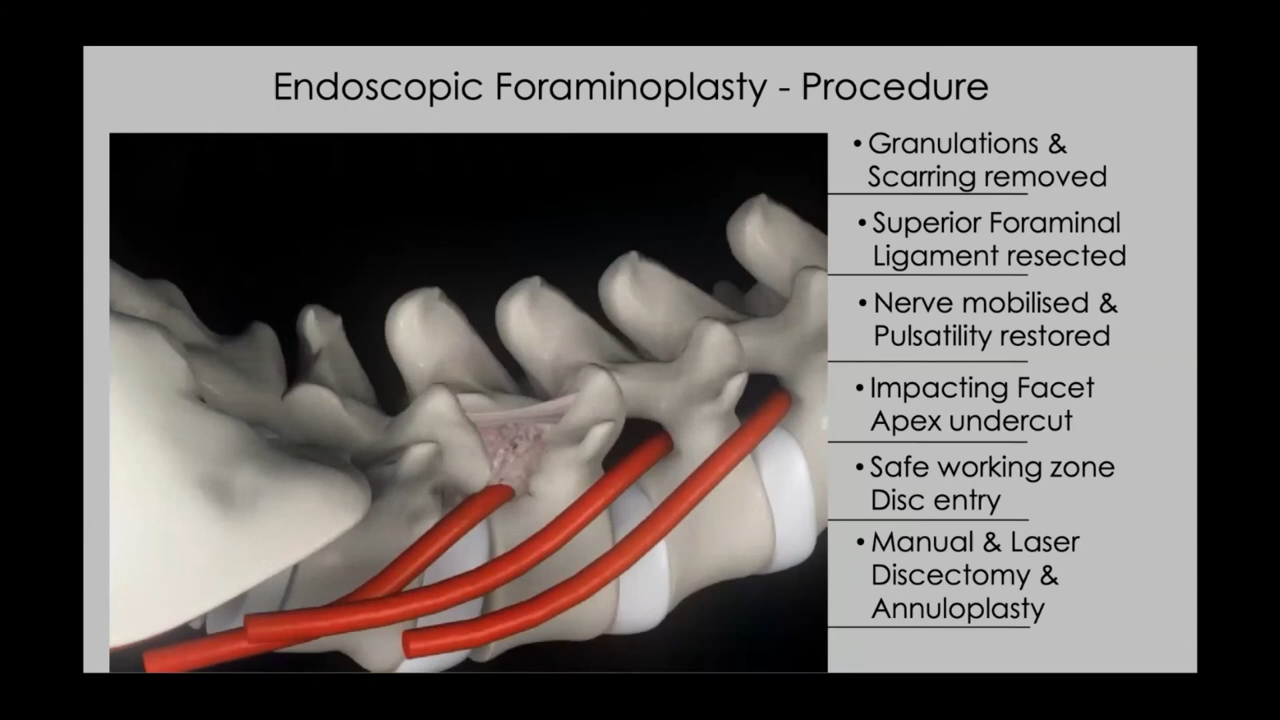 Endoscopic Foraminoplasty - Procedure
• Granulations &
Scarring removed
• Superior Foraminal
Ligament resected
• Nerve mobilised &
Pulsatility restored
• Impacting Facet
Apex undercut
• Safe working zone
Disc entry
• Manual & Laser
Discectomy &
Annuloplasty